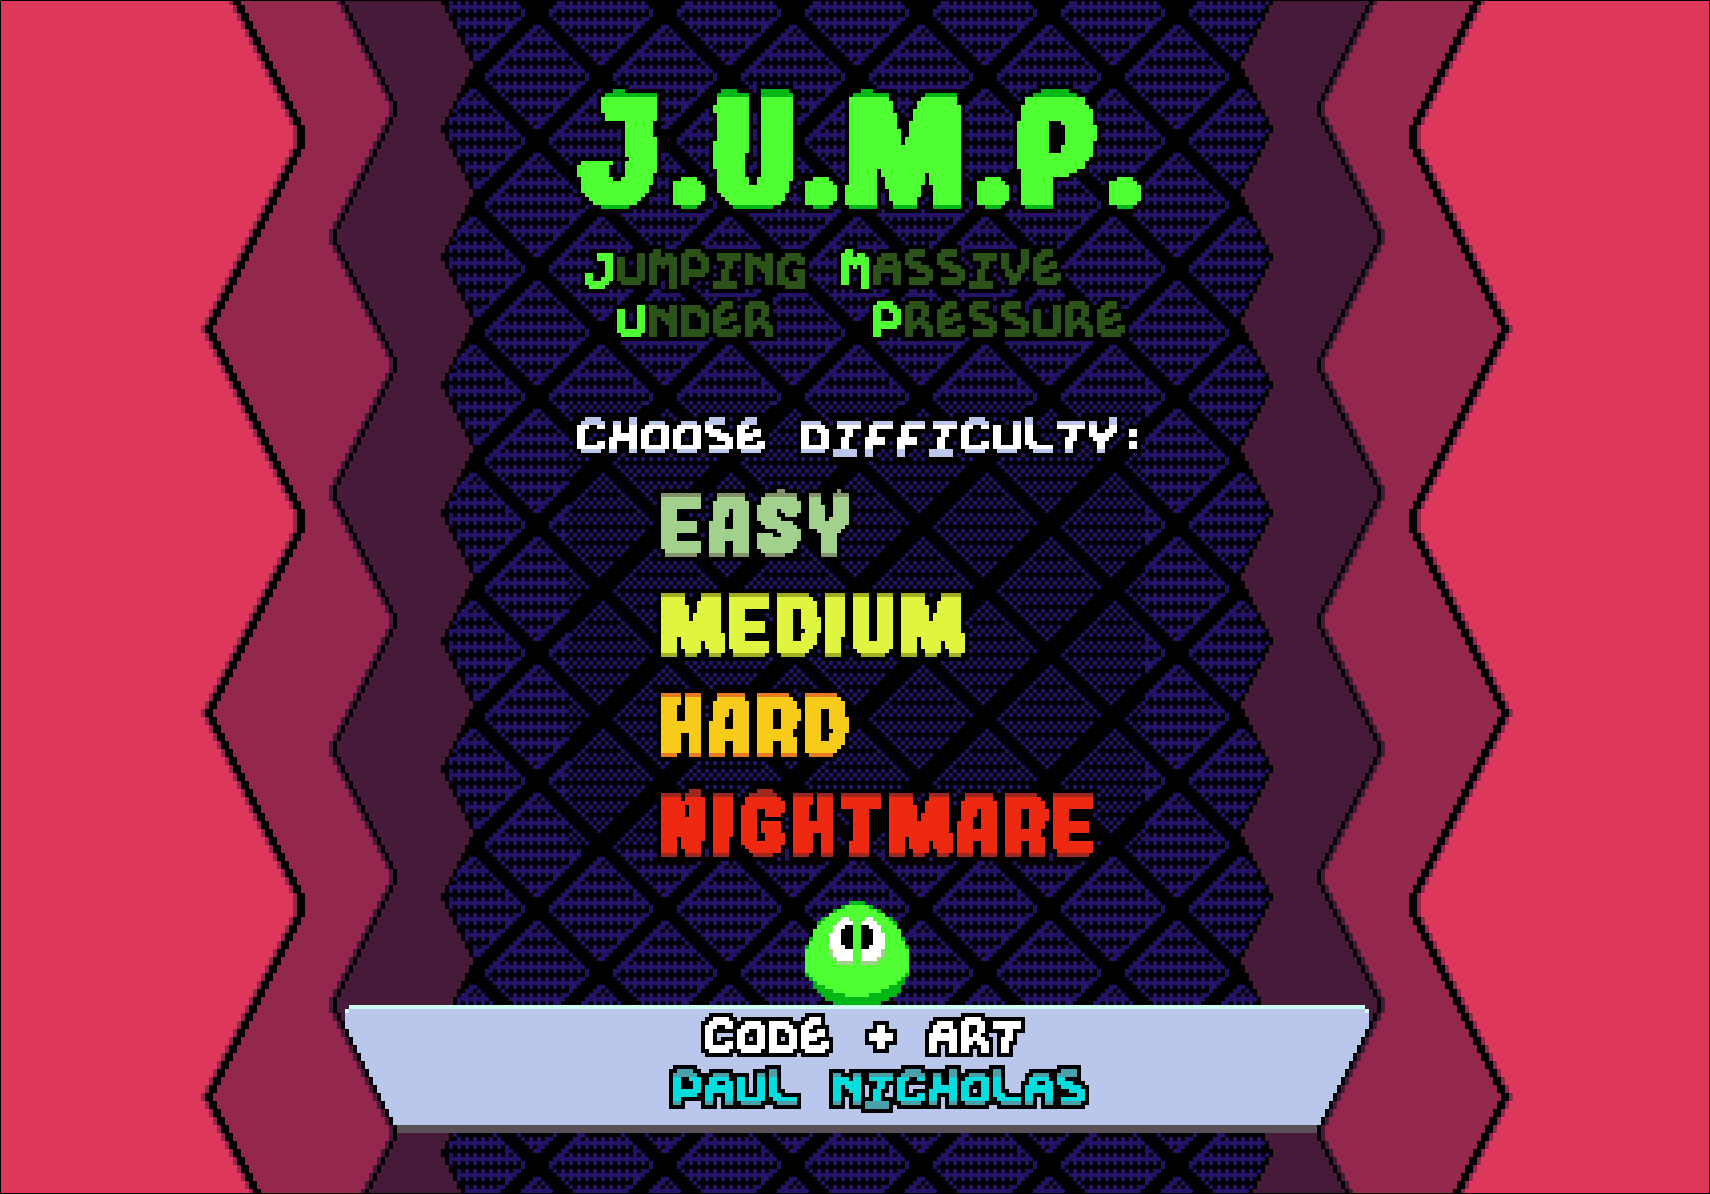 J.U.M.P.
JUMPING MASSIVE
UNDER PRESSURE
CHOOSE DIFFICULTY:
EASY
MEDIUM
HARD
NIGHTMARE
CODE + ART
PAUL NICHOLAS